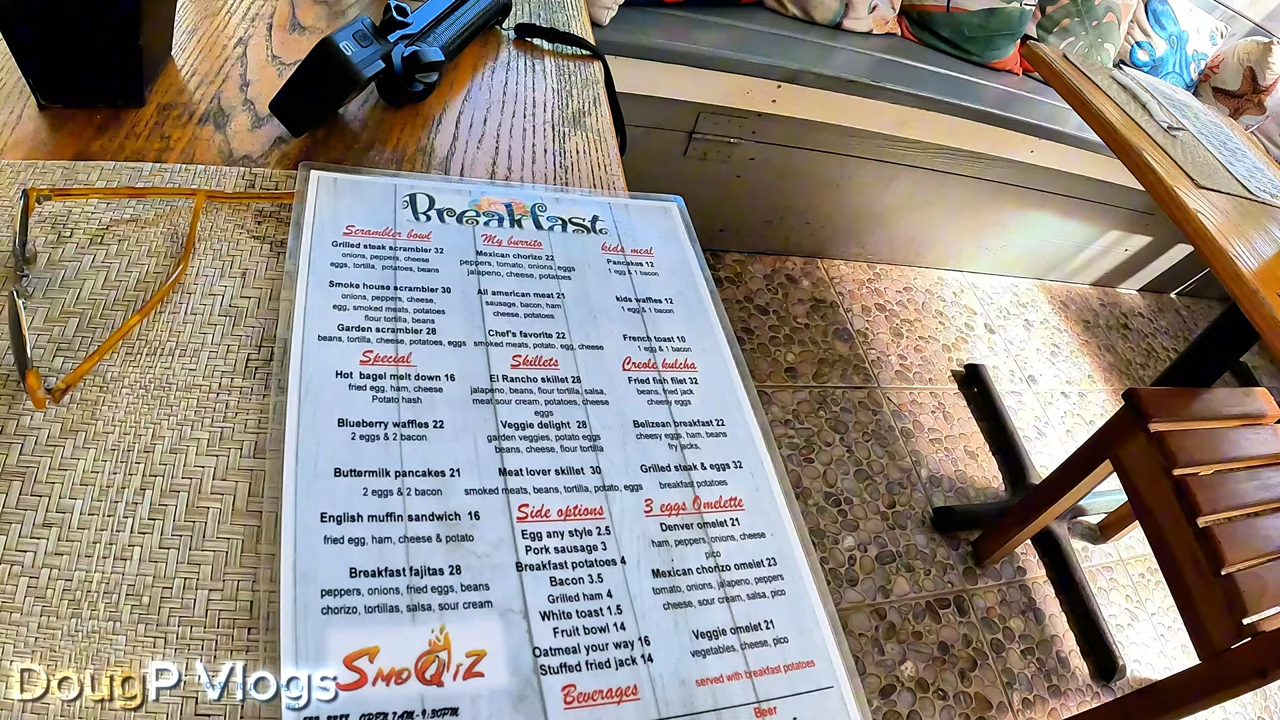 Breakfast
Scrambler bowl
Grilled steak scrambler 32
onions, peppers, cheese
eggs, tortilla, potatoes, beans
Smoke house scrambler 30
onions, peppers, cheese,
egg, smoked meats, potatoes
flour tortilla, beans
Garden scrambler 28
beans, tortilla, cheese, potatoes, eggs
Special
Hot bagel melt down 16
fried egg, ham, cheese
Potato hash
Blueberry waffles 22
2 eggs & 2 bacon
Buttermilk pancakes 21
2 eggs & 2 bacon
English muffin sandwich 16
fried egg, ham, cheese & potato
Breakfast fajitas 28
peppers, onions, fried eggs, beans
chorizo, tortillas, salsa, sour cream
SMOQiZ
My burrito
Mexican chorizo 22
peppers, tomato, onions, eggs
jalapeno, cheese, potatoes
All american meat 21
sausage, bacon, ham
cheese, potatoes
Chef's favorite 22
smoked meats, potato, egg, cheese
Skillets
El Rancho skillet 28
jalapeno, beans, flour tortilla, salsa,
meat sour cream, potatoes, cheese
eggs
Veggie delight 28
garden veggies, potato eggs
beans, cheese, flour tortilla
Meat lover skillet 30
smoked meats, beans, tortilla, potato, eggs
Side options
Egg any style 2.5
Pork sausage 3
Breakfast potatoes 4
Bacon 3.5
Grilled ham 4
White toast 1.5
Fruit bowl 14
Oatmeal your way 16
Stuffed fried jack 14
Beverages
kids meal
Pancakes 12
1 egg & 1 bacon
kids waffles 12
1 egg & 1 bacon
French toast 10
1 egg & 1 bacon
Creole kulcha
Fried fish filet 32
beans, fried jack
cheesy eggs
Belizean breakfast 22
cheesy eggs, ham, beans
fry jacks,
Grilled steak & eggs 32
breakfast potatoes
3 eggs Omelette
Denver omelet 21
ham, peppers, onions, cheese
pico
Mexican chorizo omelet 23
tomato, onions, jalapeno, peppers
cheese, sour cream, salsa, pico
Veggie omelet 21
vegetables, cheese, pico
served with breakfast potatoes
Beer
OPEN 7AM-9:30PM
DougP Vlogs